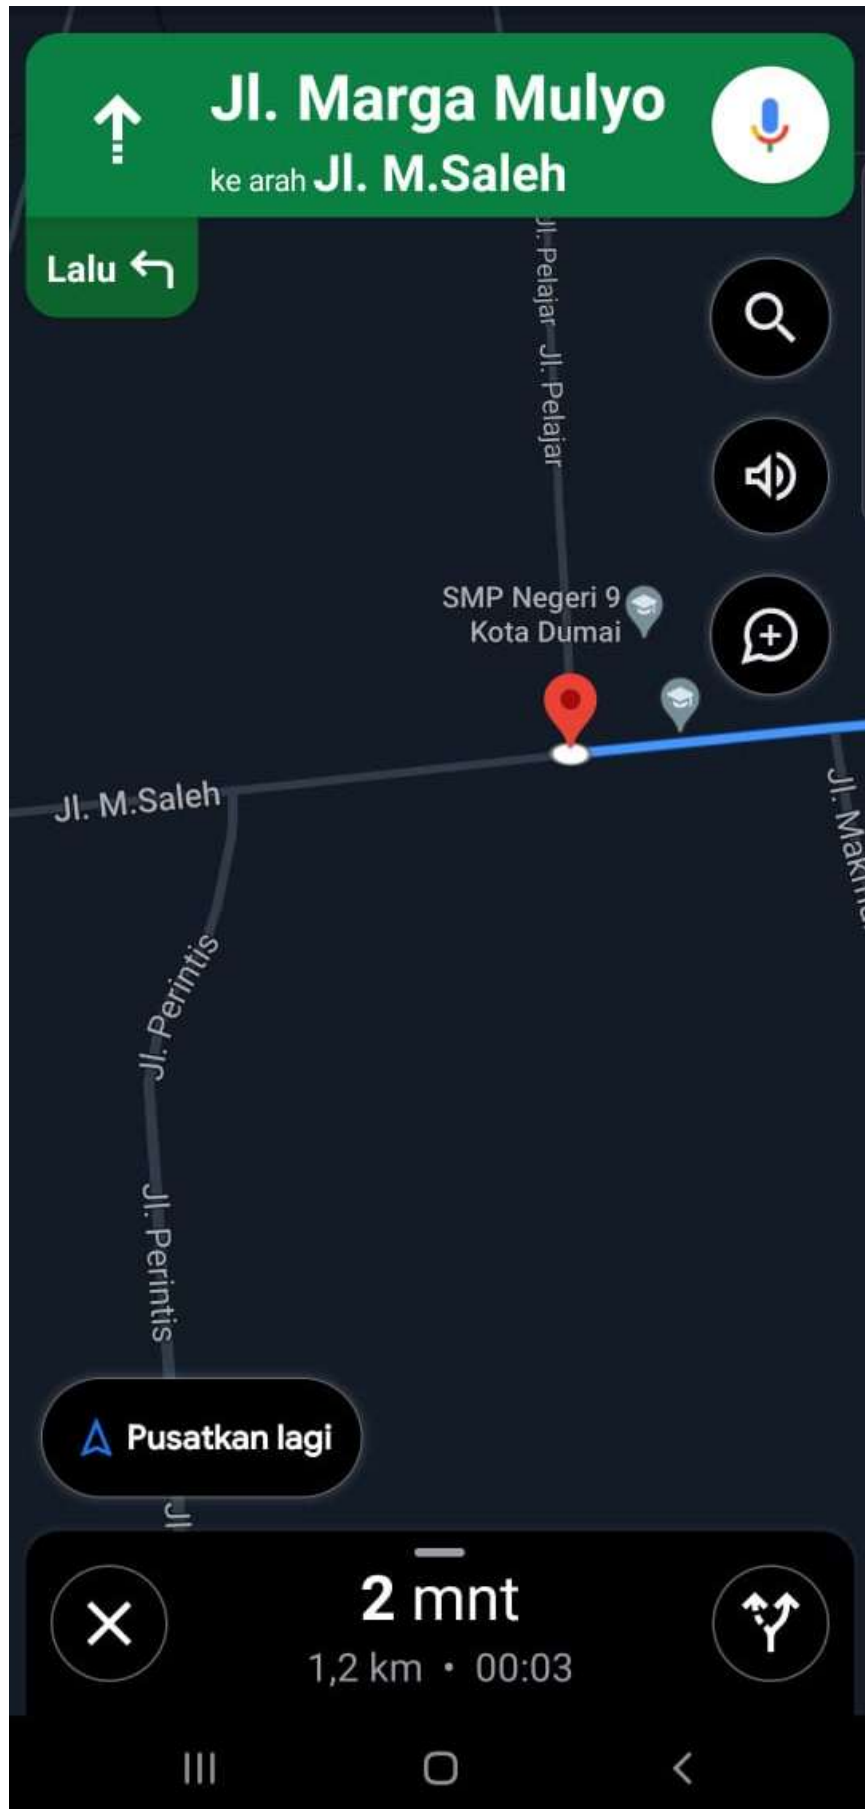 Jl. Marga Mulyo
ke arah Jl. M.Saleh
Lalu
Jl. Pelajar
Jl. Pelajar
SMP Negeri 9
Kota Dumai
Jl. M.Saleh
Jl. Perintis
Jl. Perintis
Pusatkan lagi
Jl
2 mnt
1,2 km • 00:03